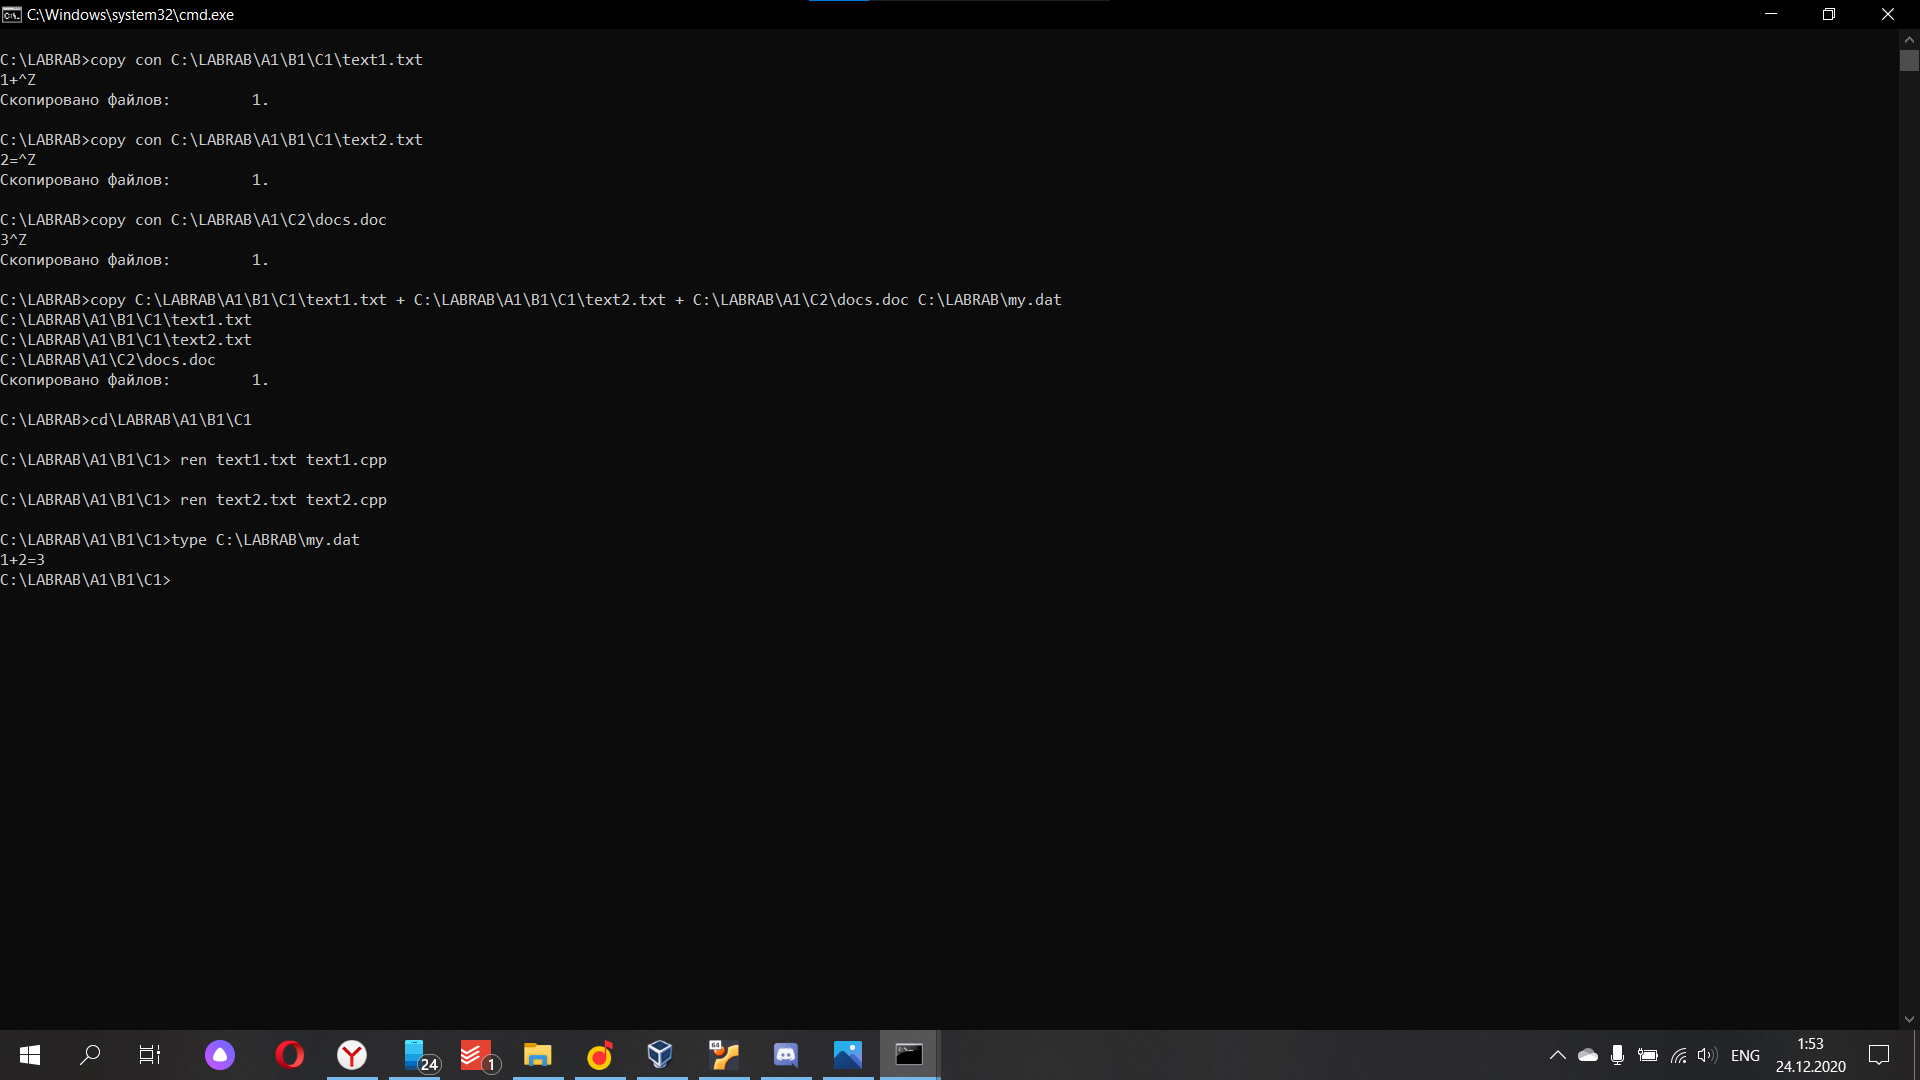 C:\Windows\system32\cmd.exe
C:\LABRAB>copy con C:\LABRAB\A1\B1\C1\text1.txt
1+^Z
Скопировано файлов:         1.
C:\LABRAB>copy con C:\LABRAB\A1\B1\C1\text2.txt
2=^Z
Скопировано файлов:         1.
C:\LABRAB>copy con C:\LABRAB\A1\C2\docs.doc
3^Z
Скопировано файлов:         1.
C:\LABRAB>copy C:\LABRAB\A1\B1\C1\text1.txt + C:\LABRAB\A1\B1\C1\text2.txt + C:\LABRAB\A1\C2\docs.doc C:\LABRAB\my.dat
C:\LABRAB\A1\B1\C1\text1.txt
C:\LABRAB\A1\B1\C1\text2.txt
C:\LABRAB\A1\C2\docs.doc
Скопировано файлов:         1.
C:\LABRAB>cd\LABRAB\A1\B1\C1
C:\LABRAB\A1\B1\C1> ren text1.txt text1.cpp
C:\LABRAB\A1\B1\C1> ren text2.txt text2.cpp
C:\LABRAB\A1\B1\C1>type C:\LABRAB\my.dat
1+2=3
C:\LABRAB\A1\B1\C1>
24
1
64
ENG
1:53
24.12.2020